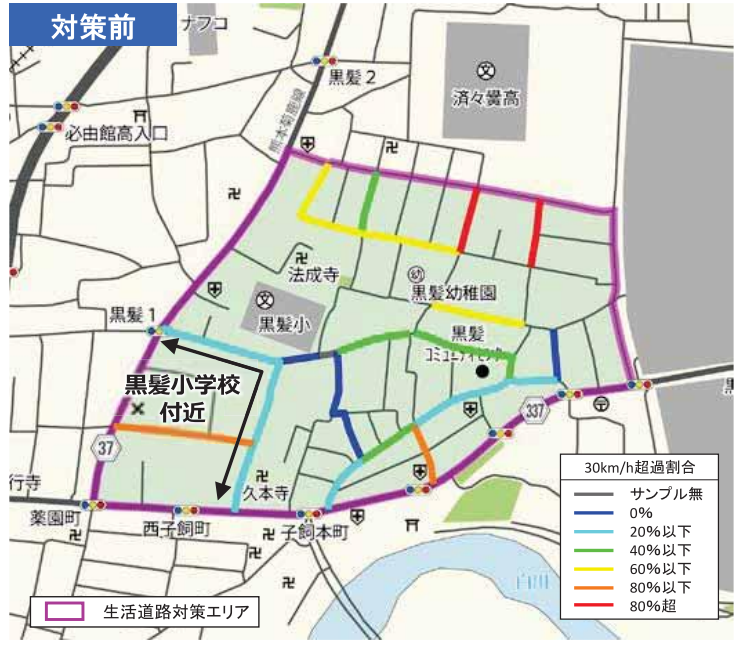 対策前
ナフコ
黒髪2
済々黌高
熊本菊鹿線
必由館高入口
法成寺
幼
黒髪幼稚園
黒髪1
黒髪小
黒髪
コミュニティセンター
黒髪小学校
付近
337
37
行寺
久本寺
薬園町
西子飼町
子飼本町
白川
30km/h超過割合
サンプル無
0%
20%以下
40%以下
60%以下
80%以下
80%超
生活道路対策エリア